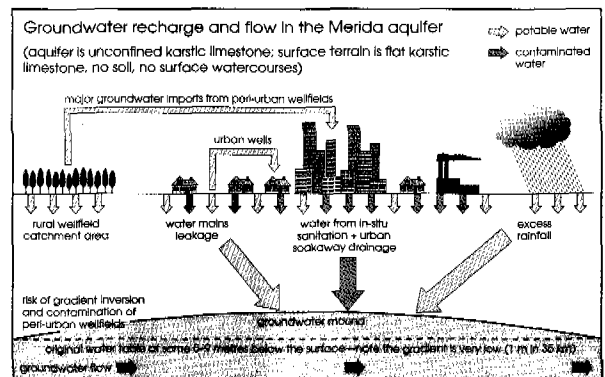 Groundwater recharge and flow in the Merida aquifer
(aquifer is unconfined karstic limestone; surface terrain is flat karstic
limestone, no soil, no surface watercourses)
potable water
contaminated
water
major groundwater imports from peri-urban wellfields
urban wells
rural wellfield
catchment area
water mains
leakage
water from in-situ
sanitation + urban
soakaway drainage
excess
rainfall
risk of gradient inversion
and contamination of
peri-urban wellfields
groundwater mound
original water table at some 5-9 metres below the surface - note the gradient is very low (1 m in 35 km)
groundwater flow